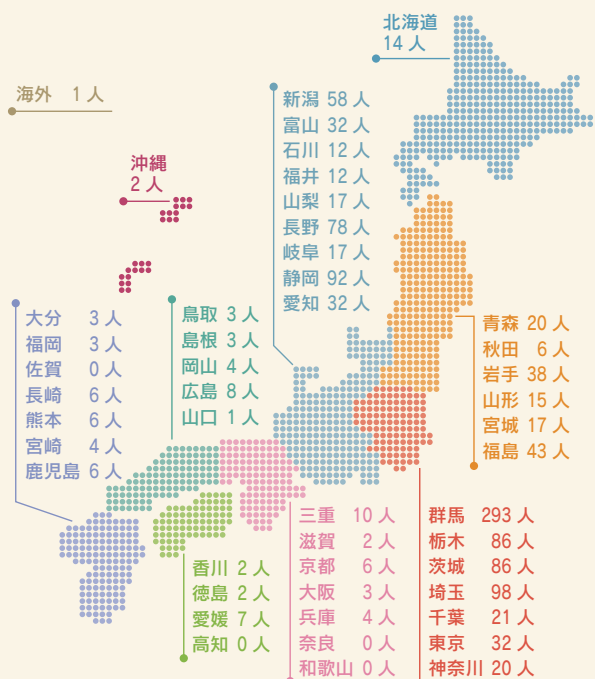 北海道
14 人
海外 1 人
沖縄
2 人
新潟 58 人
富山 32 人
石川 12 人
福井 12 人
山梨 17 人
長野 78 人
岐阜 17 人
静岡 92 人
愛知 32 人
大分 3 人
福岡 3 人
佐賀 0 人
長崎 6 人
熊本 6 人
宮崎 4 人
鹿児島 6 人
鳥取 3 人
島根 3 人
岡山 4 人
広島 8 人
山口 1 人
青森 20 人
秋田 6 人
岩手 38 人
山形 15 人
宮城 17 人
福島 43 人
香川 2 人
徳島 2 人
愛媛 7 人
高知 0 人
三重 10 人
滋賀 2 人
京都 6 人
大阪 3 人
兵庫 4 人
奈良 0 人
和歌山 0 人
群馬 293 人
栃木 86 人
茨城 86 人
埼玉 98 人
千葉 21 人
東京 32 人
神奈川 20 人